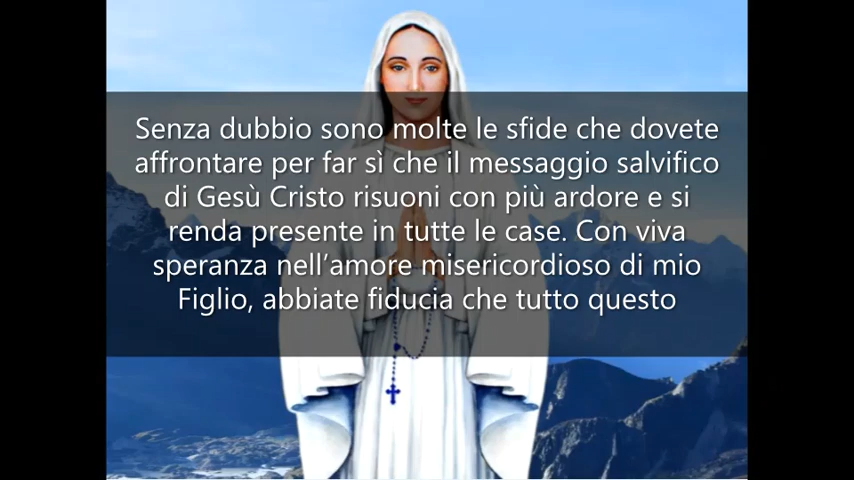 Senza dubbio sono molte le sfide che dovete
affrontare per far sì che il messaggio salvifico
di Gesù Cristo risuoni con più ardore e si
renda presente in tutte le case. Con viva
speranza nell’amore misericordioso di mio
Figlio, abbiate fiducia che tutto questo